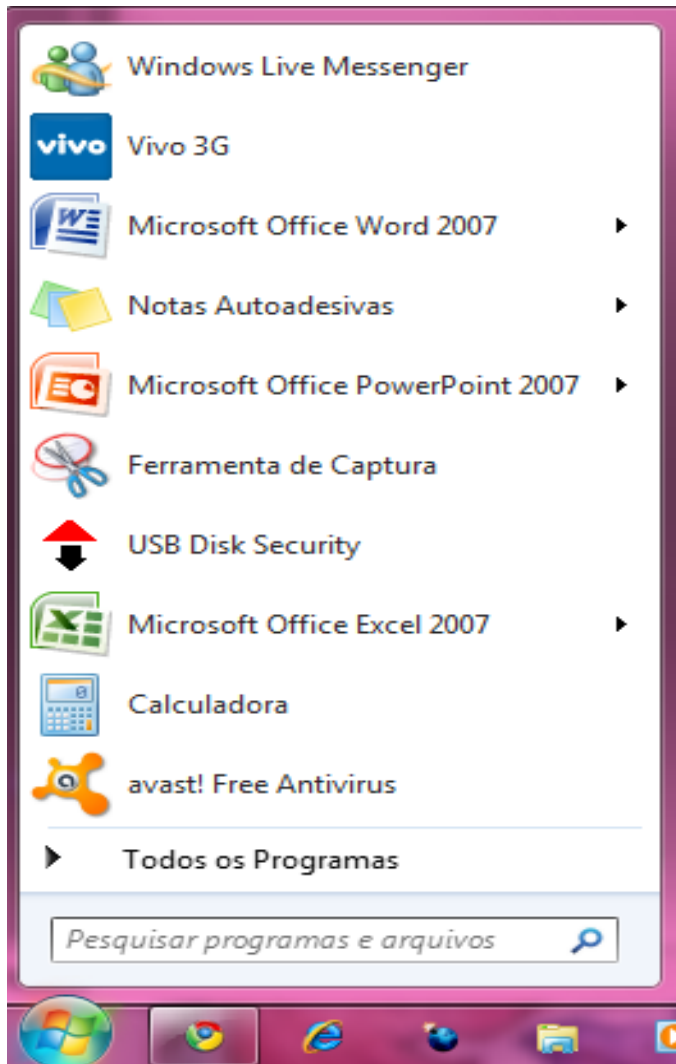 Windows Live Messenger
vivo Vivo 3G
Microsoft Office Word 2007
Notas Autoadesivas
Microsoft Office PowerPoint 2007
Ferramenta de Captura
USB Disk Security
Microsoft Office Excel 2007
Calculadora
avast! Free Antivirus
Todos os Programas
Pesquisar programas e arquivos